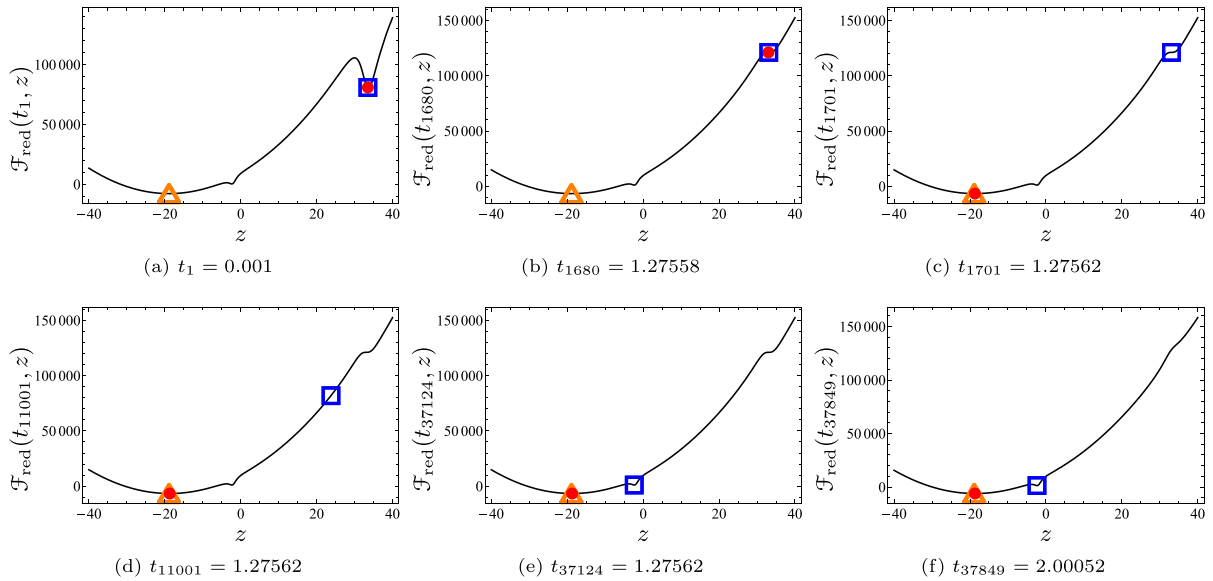 ℱred(t1, z)
100 000
50 000
0
−40 −20 0 20 40
z
(a) t1 = 0.001
ℱred(t1680, z)
150 000
100 000
50 000
0
−40 −20 0 20 40
z
(b) t1680 = 1.27558
ℱred(t1701, z)
150 000
100 000
50 000
0
−40 −20 0 20 40
z
(c) t1701 = 1.27562
ℱred(t11001, z)
150 000
100 000
50 000
0
−40 −20 0 20 40
z
(d) t11001 = 1.27562
ℱred(t37124, z)
150 000
100 000
50 000
0
−40 −20 0 20 40
z
(e) t37124 = 1.27562
ℱred(t37849, z)
150 000
100 000
50 000
0
−40 −20 0 20 40
z
(f) t37849 = 2.00052